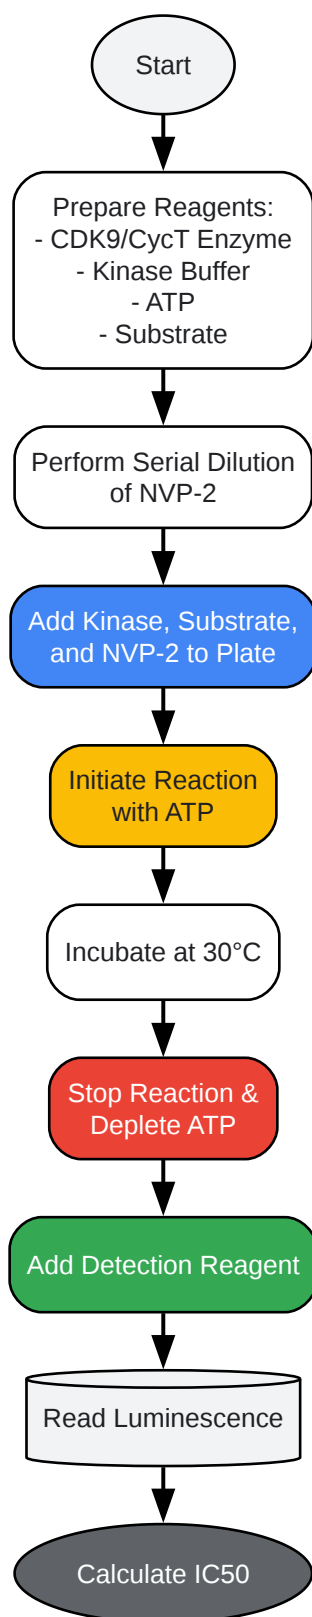 Start
Prepare Reagents:
- CDK9/CycT Enzyme
- Kinase Buffer
- ATP
- Substrate
Perform Serial Dilution
of NVP-2
Add Kinase, Substrate,
and NVP-2 to Plate
Initiate Reaction
with ATP
Incubate at 30°C
Stop Reaction &
Deplete ATP
Add Detection Reagent
Read Luminescence
Calculate IC50